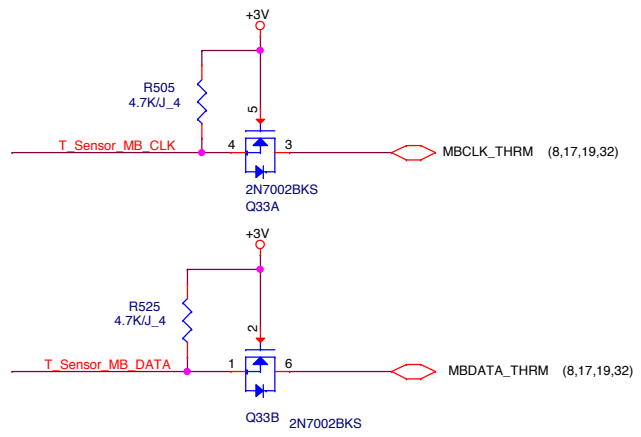 +3V
R505
4.7K/J_4
5
T_Sensor_MB_CLK
4
3
MBCLK_THRM (8,17,19,32)
2N7002BKS
Q33A
+3V
R525
4.7K/J_4
2
T_Sensor_MB_DATA
1
6
MBDATA_THRM (8,17,19,32)
Q33B
2N7002BKS